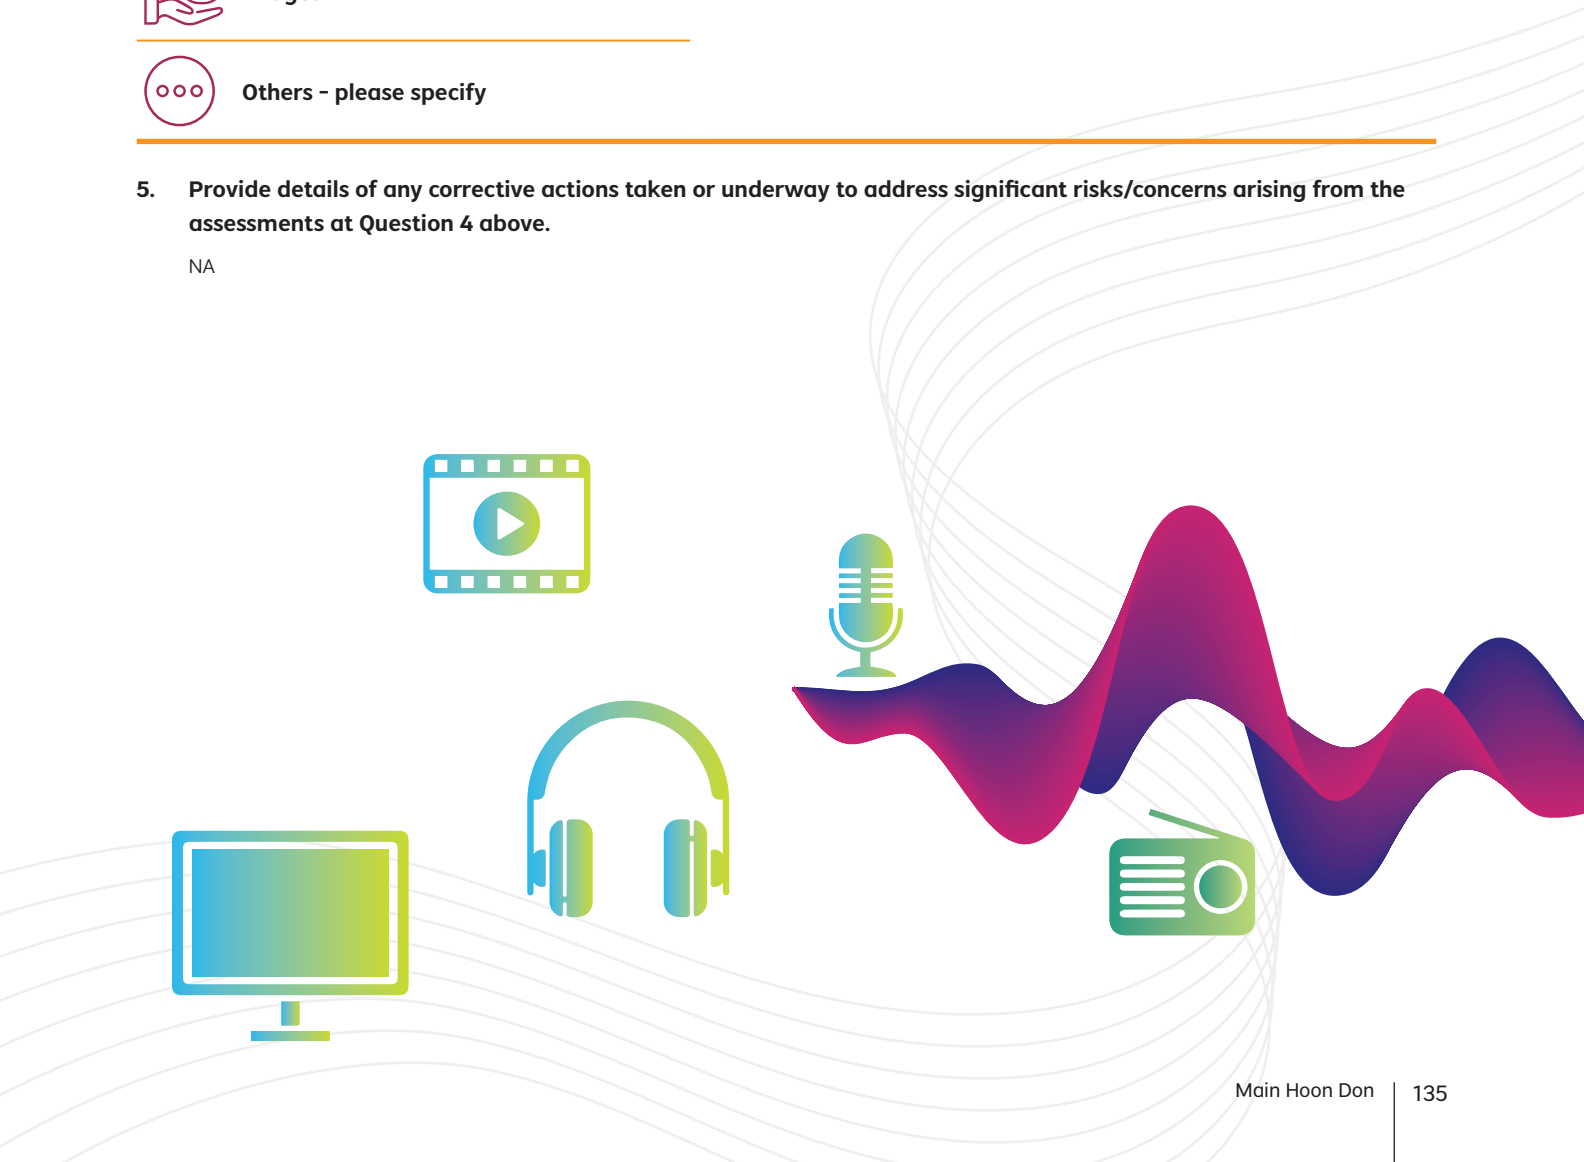 Others - please specify
5. Provide details of any corrective actions taken or underway to address significant risks/concerns arising from the
assessments at Question 4 above.
NA
Main Hoon Don
135